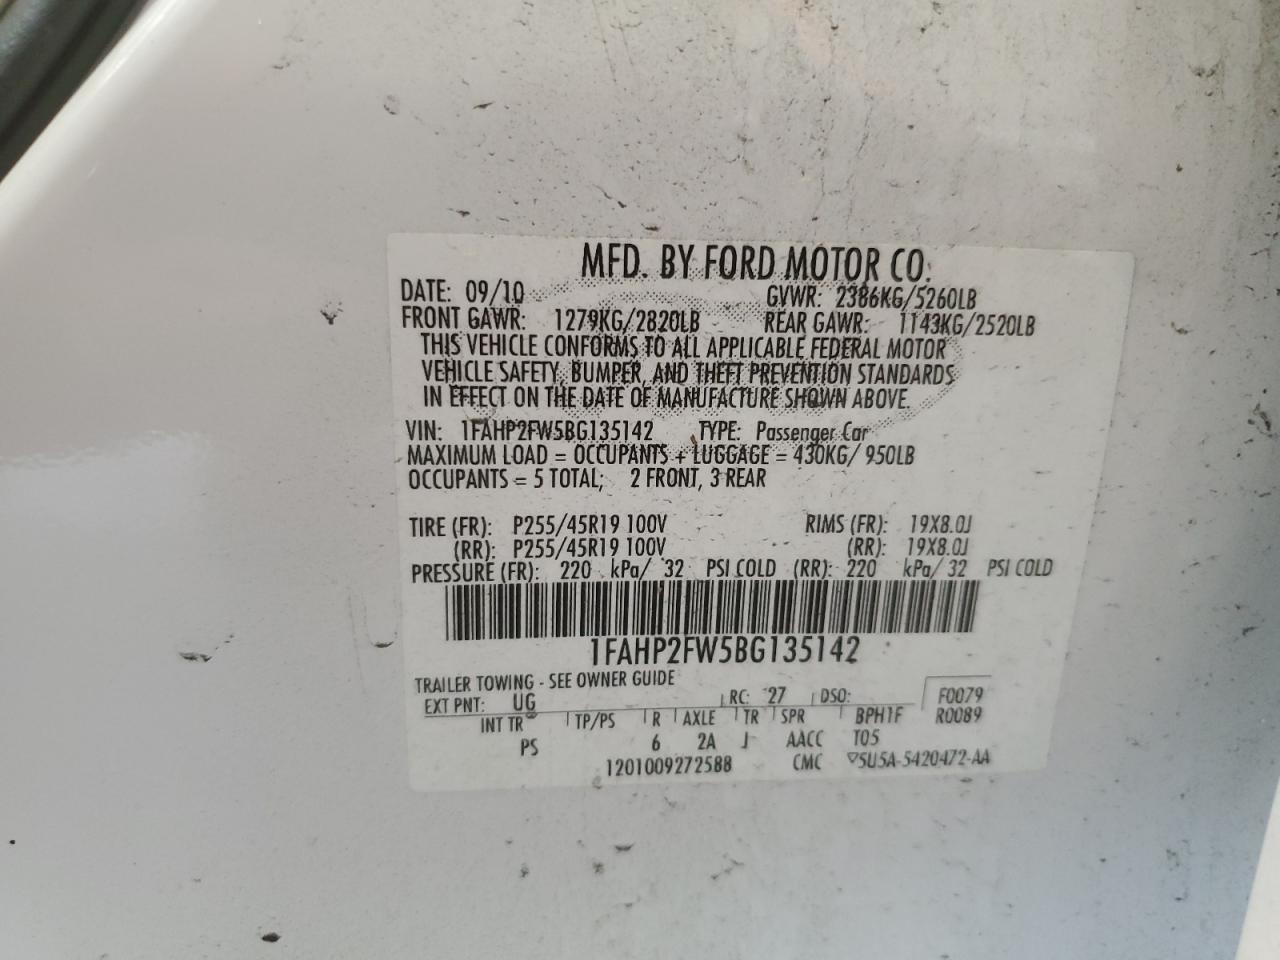 MFD. BY FORD MOTOR CO.
DATE: 09/10 GVWR: 2386KG/5260LB
FRONT GAWR: 1279KG/2820LB REAR GAWR: 1143KG/2520LB
THIS VEHICLE CONFORMS TO ALL APPLICABLE FEDERAL MOTOR
VEHICLE SAFETY, BUMPER, AND THEFT PREVENTION STANDARDS
IN EFFECT ON THE DATE OF MANUFACTURE SHOWN ABOVE.
VIN: 1FAHP2FW5BG135142 TYPE: Passenger Car
MAXIMUM LOAD = OCCUPANTS + LUGGAGE = 430KG/ 950LB
OCCUPANTS = 5 TOTAL; 2 FRONT, 3 REAR
TIRE (FR): P255/45R19 100V RIMS (FR): 19X8.0J
(RR): P255/45R19 100V (RR): 19X8.0J
PRESSURE (FR): 220 kPa/ 32 PSI COLD (RR): 220 kPa/ 32 PSI COLD
1FAHP2FW5BG135142
TRAILER TOWING - SEE OWNER GUIDE
EXT PNT: UG RC: 27 DSO: F0079
INT TR TP/PS R AXLE TR SPR BPH1F R0089
PS 6 2A J AACC T05
1201009272588 CMC ▽5U5A-5420472-AA